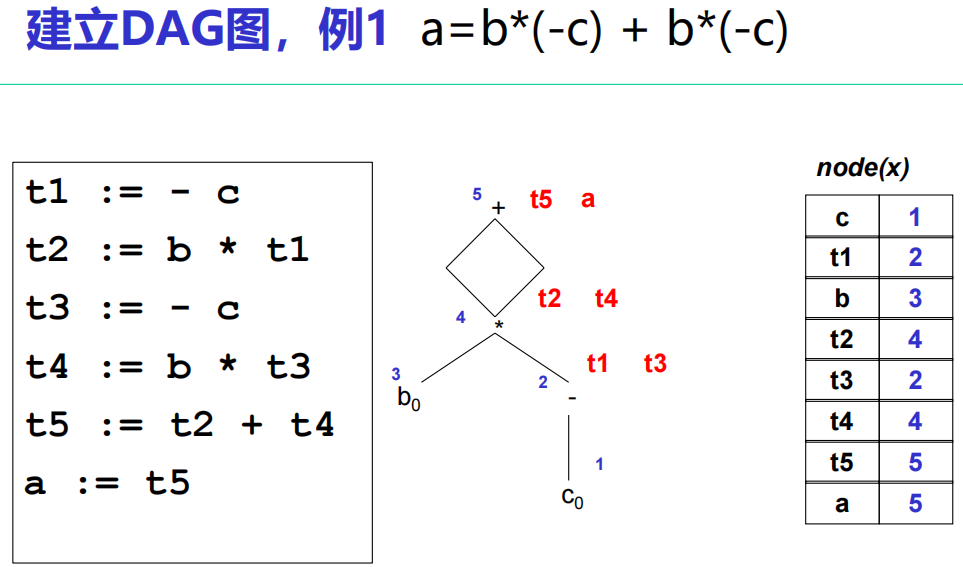 建立DAG图，例1 a=b*(-c) + b*(-c)
t1 := - c
t2 := b * t1
t3 := - c
t4 := b * t3
t5 := t2 + t4
a := t5
5 + t5 a
t2 t4
4 *
t1 t3
3 2
b0 -
1
c0
node(x)
c 1
t1 2
b 3
t2 4
t3 2
t4 4
t5 5
a 5